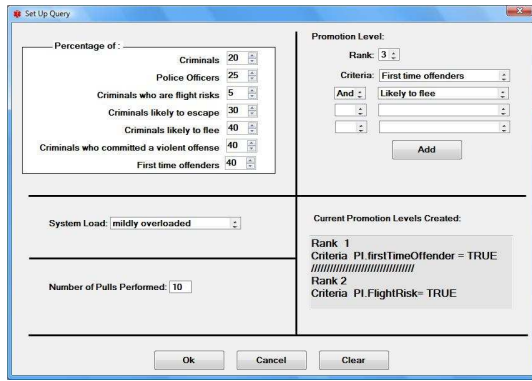 Set Up Query
Percentage of :
Criminals 20
Police Officers 25
Criminals who are flight risks 5
Criminals likely to escape 30
Criminals likely to flee 40
Criminals who committed a violent offense 40
First time offenders 40
Promotion Level:
Rank: 3
Criteria: First time offenders
And Likely to flee
Add
System Load: mildly overloaded
Number of Pulls Performed: 10
Current Promotion Levels Created:
Rank 1
Criteria PI.firstTimeOffender = TRUE
////////////////////////////////
Rank 2
Criteria PI.FlightRisk= TRUE
Ok Cancel Clear